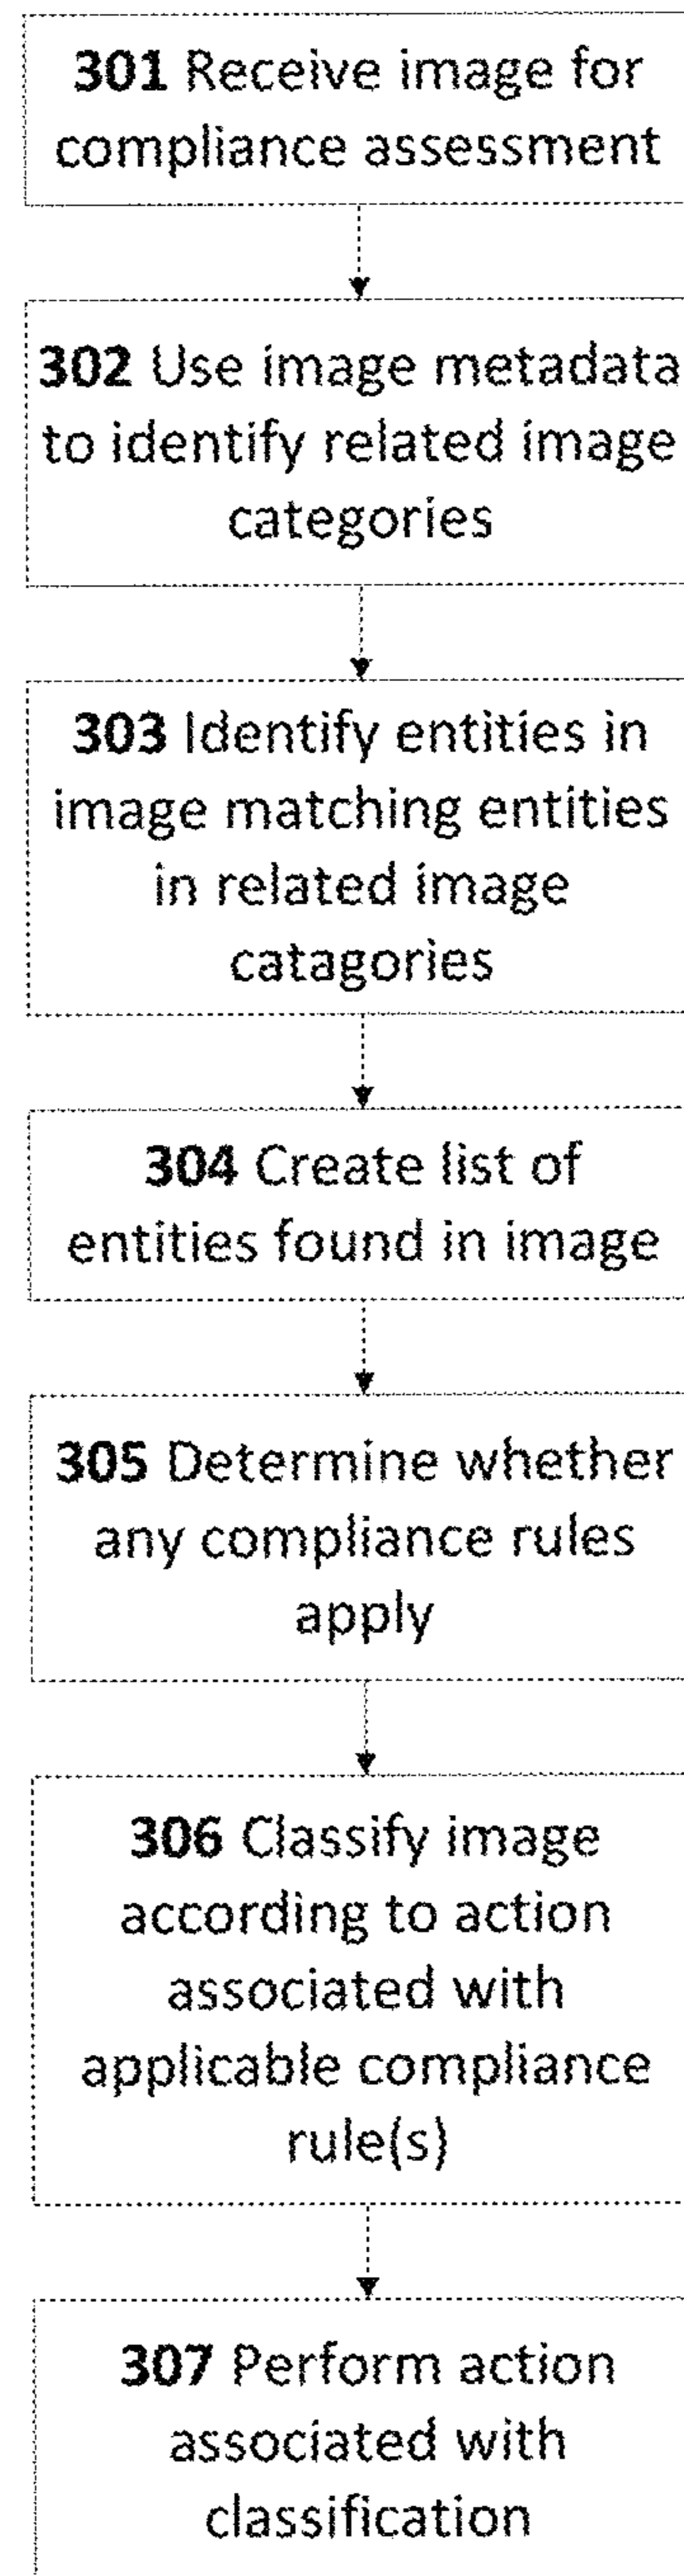 301 Receive image for
compliance assessment
302 Use image metadata
to identify related image
categories
303 Identify entities in
image matching entities
in related image
catagories
304 Create list of
entities found in image
305 Determine whether
any compliance rules
apply
306 Classify image
according to action
associated with
applicable compliance
rule(s)
307 Perform action
associated with
classification